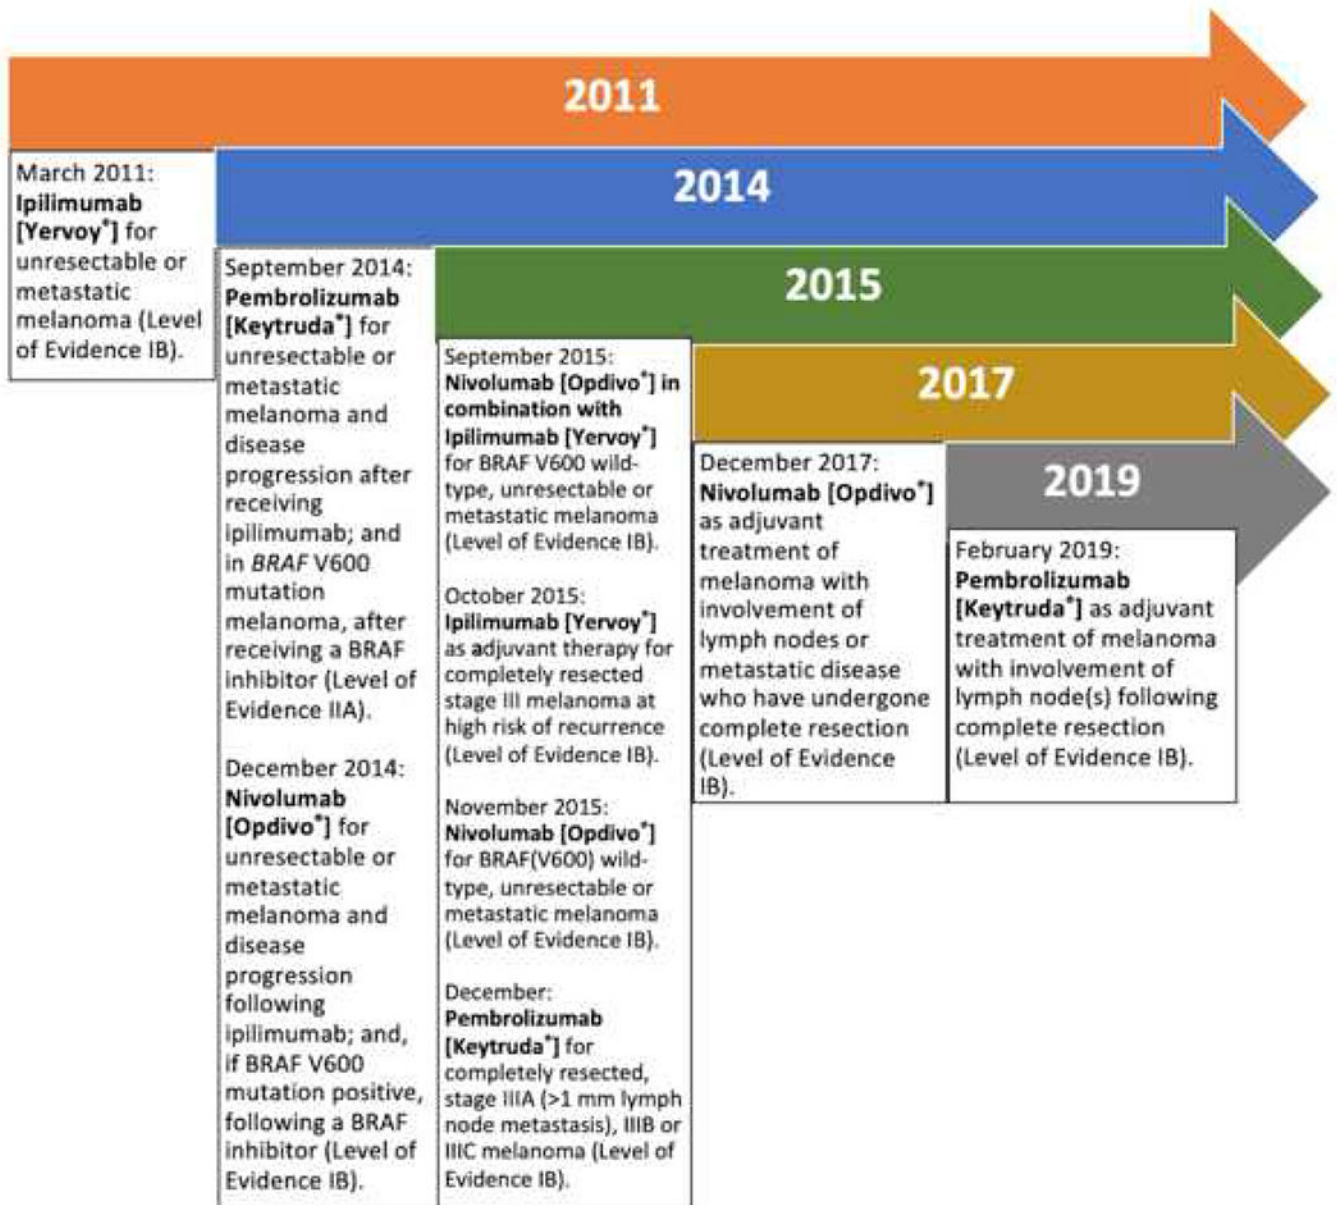 2011
March 2011:
Ipilimumab
[Yervoy*] for
unresectable or
metastatic
melanoma (Level
of Evidence IB).
2014
September 2014:
Pembrolizumab
[Keytruda*] for
unresectable or
metastatic
melanoma and
disease
progression after
receiving
ipilimumab; and
in BRAF V600
mutation
melanoma, after
receiving a BRAF
inhibitor (Level of
Evidence IIA).
December 2014:
Nivolumab
[Opdivo*] for
unresectable or
metastatic
melanoma and
disease
progression
following
ipilimumab; and,
if BRAF V600
mutation positive,
following a BRAF
inhibitor (Level of
Evidence IB).
2015
September 2015:
Nivolumab [Opdivo*] in
combination with
Ipilimumab [Yervoy*]
for BRAF V600 wild-
type, unresectable or
metastatic melanoma
(Level of Evidence IB).
October 2015:
Ipilimumab [Yervoy*]
as adjuvant therapy for
completely resected
stage III melanoma at
high risk of recurrence
(Level of Evidence IB).
November 2015:
Nivolumab [Opdivo*]
for BRAF(V600) wild-
type, unresectable or
metastatic melanoma
(Level of Evidence IB).
December:
Pembrolizumab
[Keytruda*] for
completely resected,
stage IIIA (>1 mm lymph
node metastasis), IIIB or
IIIC melanoma (Level of
Evidence IB).
2017
December 2017:
Nivolumab [Opdivo*]
as adjuvant
treatment of
melanoma with
involvement of
lymph nodes or
metastatic disease
who have undergone
complete resection
(Level of Evidence
IB).
2019
February 2019:
Pembrolizumab
[Keytruda*] as adjuvant
treatment of melanoma
with involvement of
lymph node(s) following
complete resection
(Level of Evidence IB).